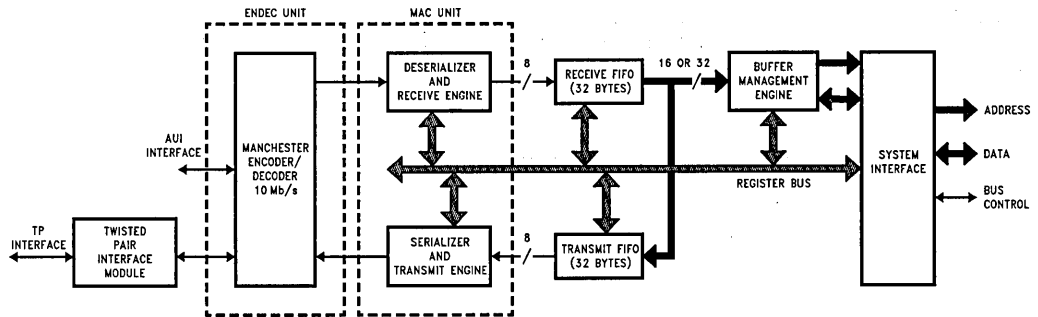 ENDEC UNIT
MAC UNIT
DESERIALIZER
AND
RECEIVE ENGINE
8
RECEIVE FIFO
(32 BYTES)
16 OR 32
BUFFER
MANAGEMENT
ENGINE
ADDRESS
AUI
INTERFACE
MANCHESTER
ENCODER/
DECODER
10 Mb/s
REGISTER BUS
SYSTEM
INTERFACE
DATA
BUS
CONTROL
TP
INTERFACE
TWISTED
PAIR
INTERFACE
MODULE
SERIALIZER
AND
TRANSMIT ENGINE
8
TRANSMIT FIFO
(32 BYTES)